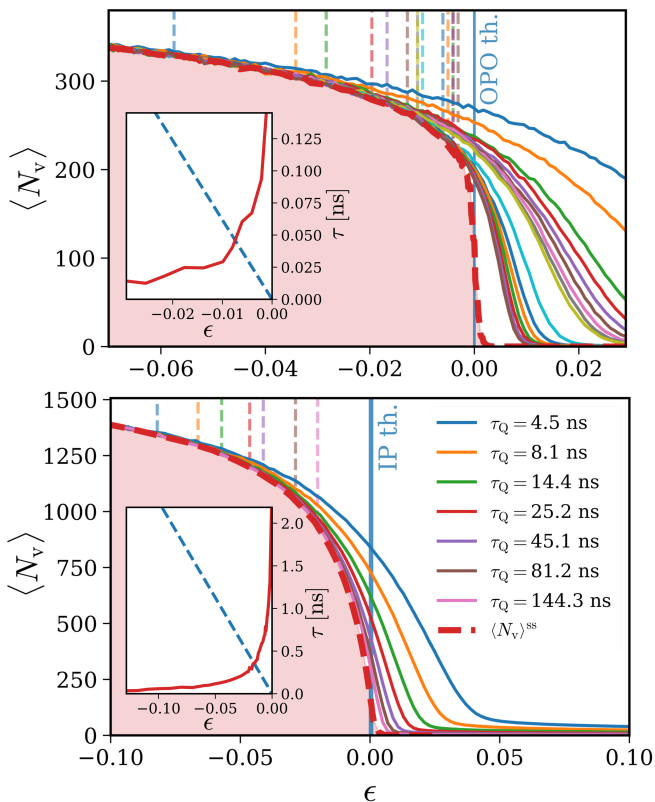 300
200
100
0
⟨N_v⟩
OPO th.
0.125
0.100
0.075
0.050
0.025
0.000
τ [ns]
−0.02 −0.01 0.00
ϵ
−0.06 −0.04 −0.02 0.00 0.02
1500
1250
1000
750
500
250
0
⟨N_v⟩
IP th.
τ_Q = 4.5 ns
τ_Q = 8.1 ns
τ_Q = 14.4 ns
τ_Q = 25.2 ns
τ_Q = 45.1 ns
τ_Q = 81.2 ns
τ_Q = 144.3 ns
⟨N_v⟩^ss
2.0
1.5
1.0
0.5
0.0
τ [ns]
−0.10 −0.05 0.00
ϵ
−0.10 −0.05 0.00 0.05 0.10
ϵ